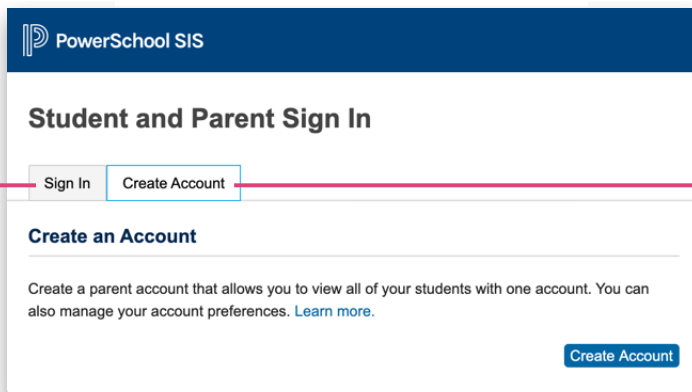 PowerSchool SIS
Student and Parent Sign In
Sign In
Create Account
Create an Account
Create a parent account that allows you to view all of your students with one account. You can
also manage your account preferences. Learn more.
Create Account